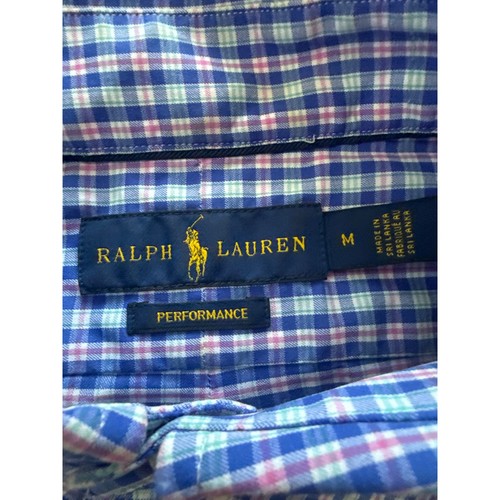 RALPH LAUREN
M
MADE IN
SRI LANKA
FABRIQUÉ AU
SRI LANKA
PERFORMANCE